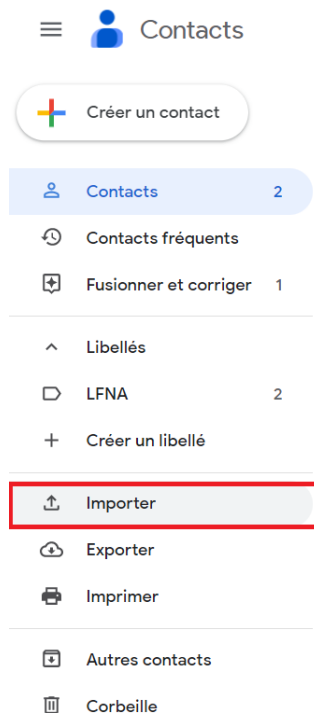 Contacts
Créer un contact
Contacts 2
Contacts fréquents
Fusionner et corriger 1
Libellés
LFNA 2
Créer un libellé
Importer
Exporter
Imprimer
Autres contacts
Corbeille